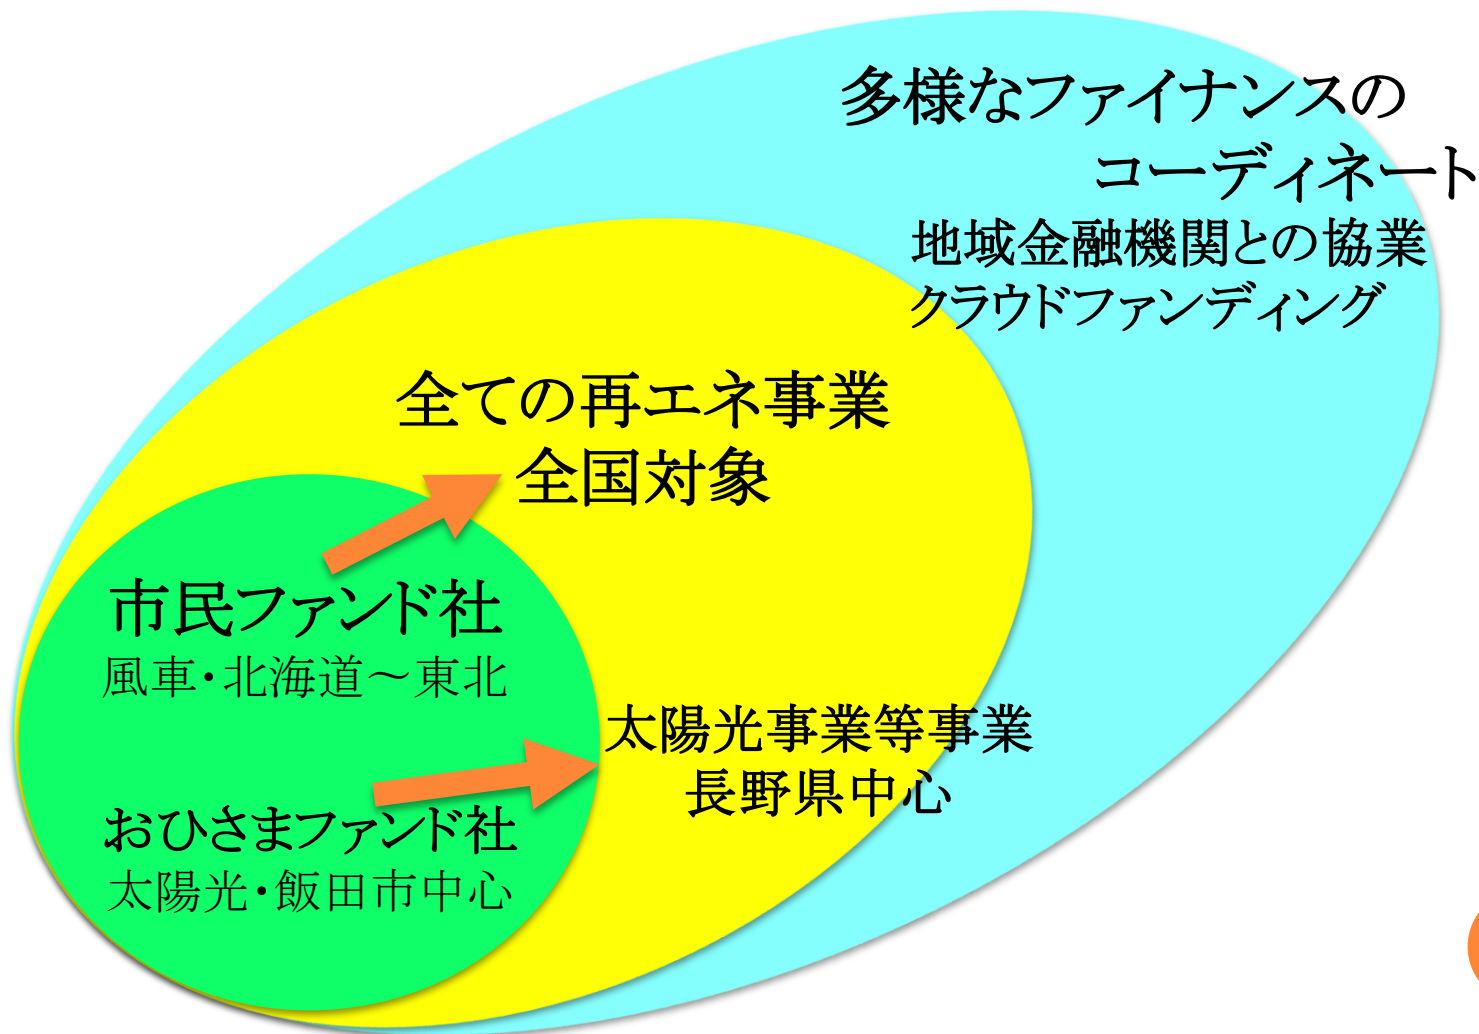 多様なファイナンスの
コーディネート
地域金融機関との協業
クラウドファンディング
全ての再エネ事業
全国対象
市民ファンド社
風車・北海道～東北
太陽光事業等事業
長野県中心
おひさまファンド社
太陽光・飯田市中心